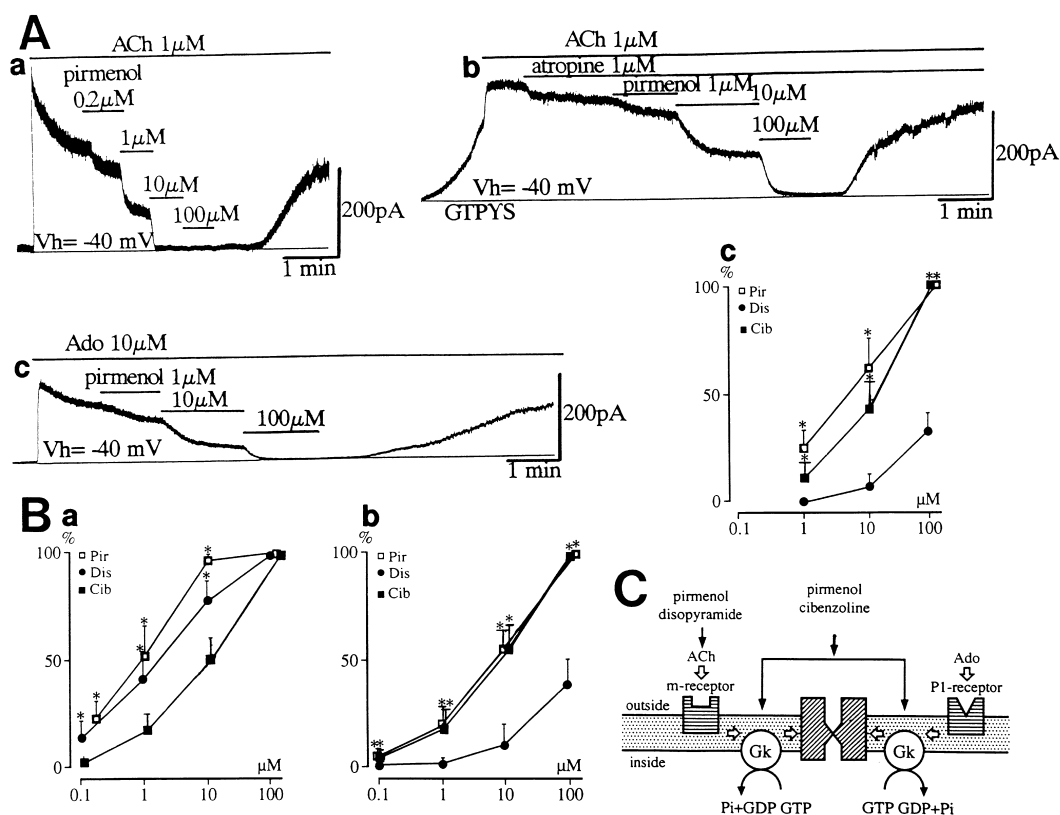 A
a
ACh 1μM
pirmenol
0.2μM
1μM
10μM
100μM
Vh= -40 mV
200pA
1 min
b
ACh 1μM
atropine 1μM
pirmenol 1μM
10μM
100μM
Vh= -40 mV
GTPYS
200pA
1 min
c
Ado 10μM
pirmenol 1μM
10μM
100μM
Vh= -40 mV
200pA
1 min
c
%
100
50
0
Pir
Dis
Cib
**
*
*
*
*
μM
0.1 1 10 100
B
a
%
100
50
0
Pir
Dis
Cib
*
*
*
*
*
*
μM
0.1 1 10 100
b
%
100
50
0
Pir
Dis
Cib
**
**
**
**
μM
0.1 1 10 100
C
pirmenol
disopyramide
pirmenol
cibenzoline
ACh
m-receptor
Ado
P1-receptor
outside
inside
Gk
Gk
Pi+GDP GTP
GTP GDP+Pi